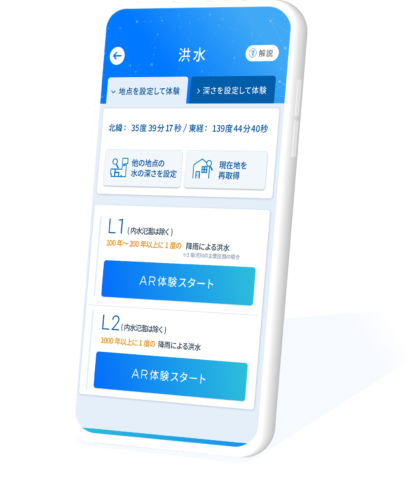 洪水
解説
地点を設定して体験
深さを設定して体験
北緯： 35度 39分 17秒 / 東経： 139度44分40秒
他の地点の
水の深さを設定
現在地を
再取得
L1 (内水氾濫は除く)
100 年～200 年以上に 1 度の 降雨による洪水
AR体験スタート
L2 (内水氾濫は除く)
1000 年以上に 1 度の 降雨による洪水
AR体験スタート